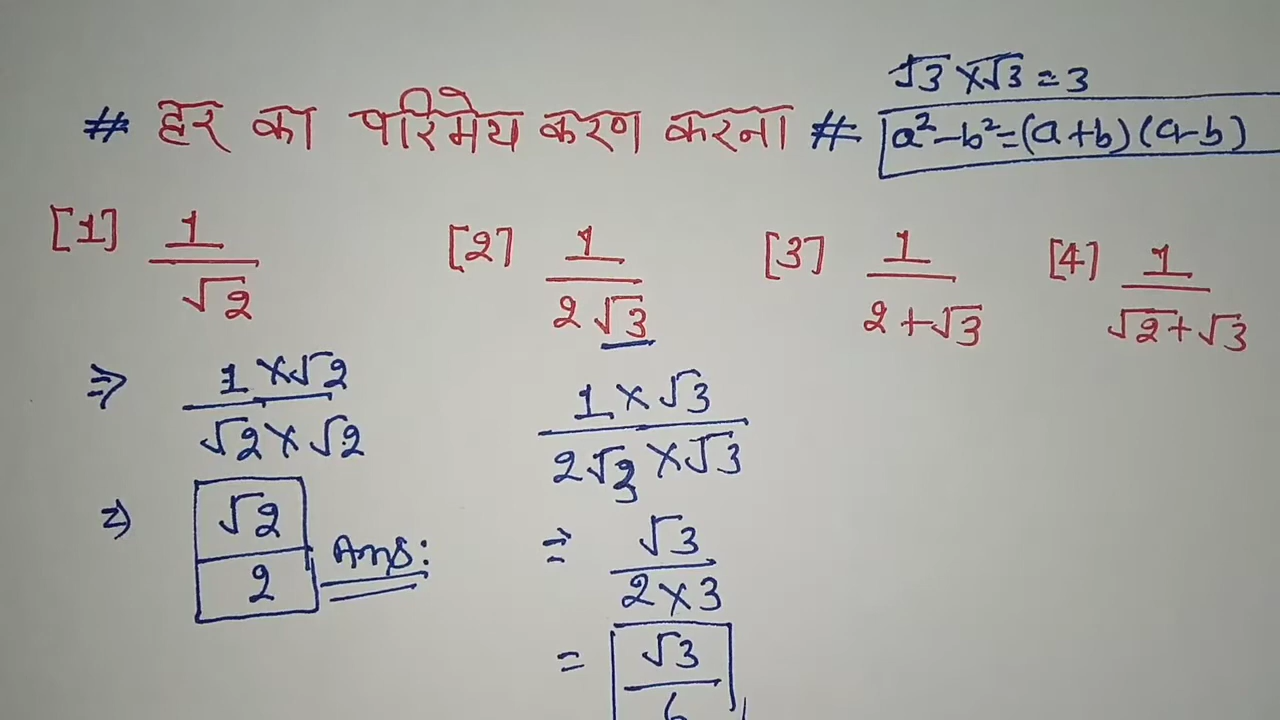 √3 × √3 = 3
# हर का परिमेय करण करना # a² − b² = (a + b) (a − b)
[1] 1/√2 [2] 1/2√3 [3] 1/2+√3 [4] 1/√2+√3
⇒ 1 × √2 / √2 × √2
⇒ √2/2 Ans:
1 × √3 / 2√3 × √3
⇒ √3 / 2 × 3
= √3/6